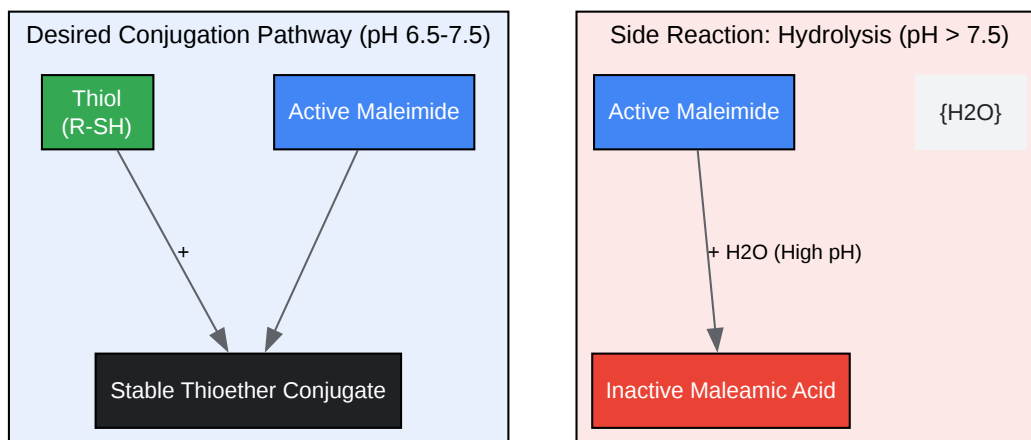 Desired Conjugation Pathway (pH 6.5-7.5)
Thiol
(R-SH)
Active Maleimide
+
Stable Thioether Conjugate
Side Reaction: Hydrolysis (pH > 7.5)
Active Maleimide
{H2O}
+ H2O (High pH)
Inactive Maleamic Acid